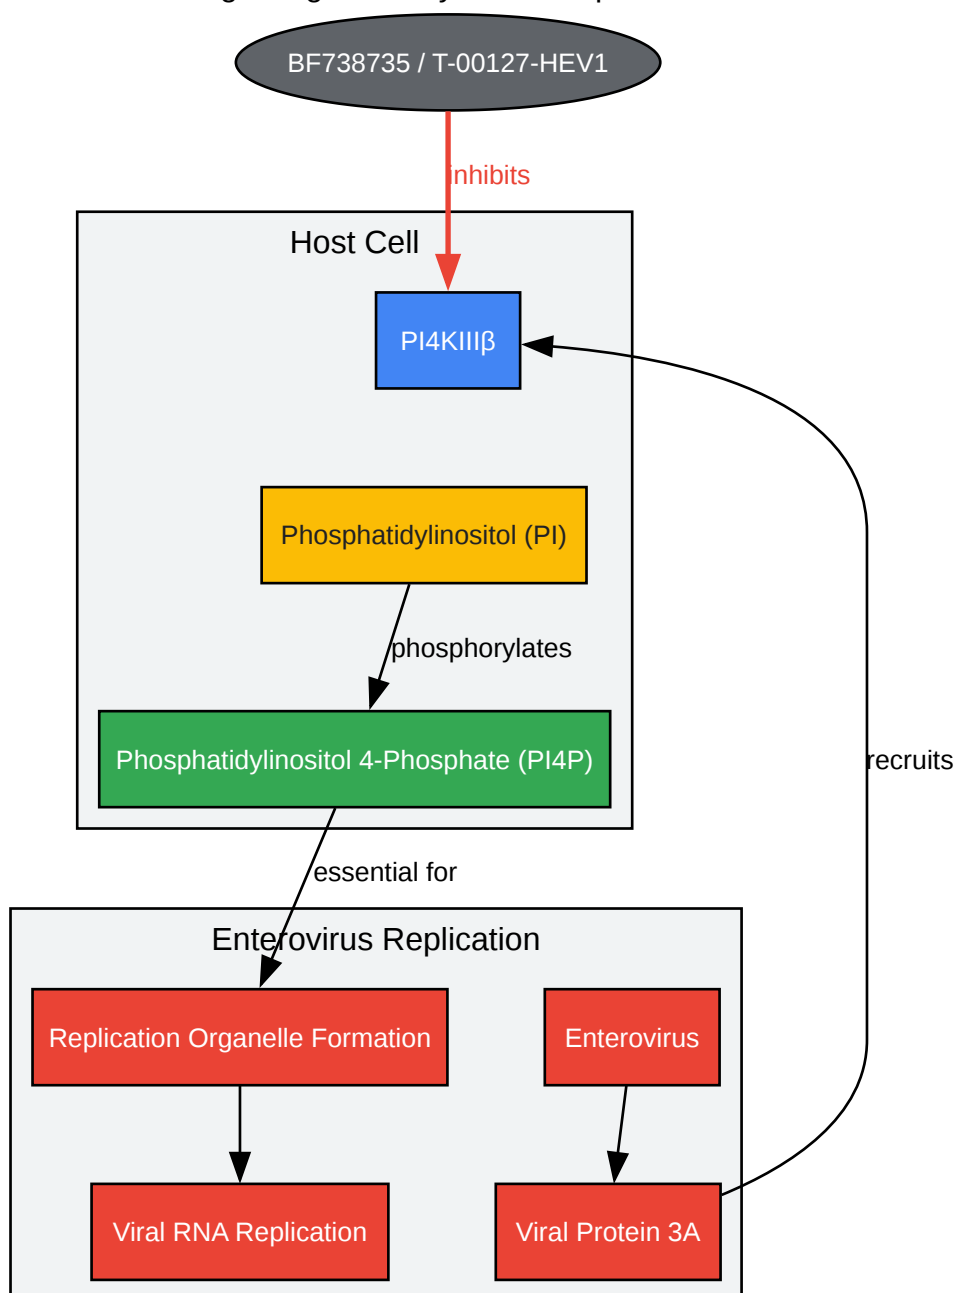 BF738735 / T-00127-HEV1
inhibits
Host Cell
PI4KIIIβ
Phosphatidylinositol (PI)
phosphorylates
Phosphatidylinositol 4-Phosphate (PI4P)
recruits
essential for
Enterovirus Replication
Replication Organelle Formation
Enterovirus
Viral RNA Replication
Viral Protein 3A